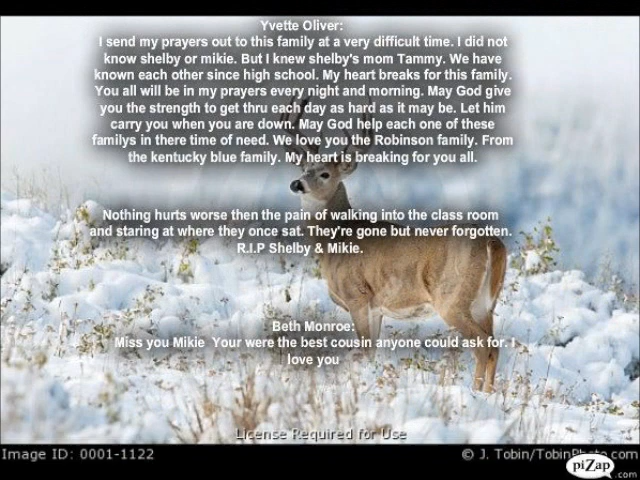 Yvette Oliver:
I send my prayers out to this family at a very difficult time. I did not
know shelby or mikie. But I knew shelby's mom Tammy. We have
known each other since high school. My heart breaks for this family.
You all will be in my prayers every night and morning. May God give
you the strength to get thru each day as hard as it may be. Let him
carry you when you are down. May God help each one of these
familys in there time of need. We love you the Robinson family. From
the kentucky blue family. My heart is breaking for you all.
Nothing hurts worse then the pain of walking into the class room
and staring at where they once sat. They're gone but never forgotten.
R.I.P Shelby & Mikie.
Beth Monroe:
Miss you Mikie Your were the best cousin anyone could ask for. I
love you
License Required for Use
Image ID: 0001-1122
© J. Tobin/TobinPhoto.com
piZap
.com